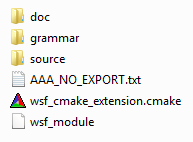 doc
grammar
source
AAA_NO_EXPORT.txt
wsf_cmake_extension.cmake
wsf_module